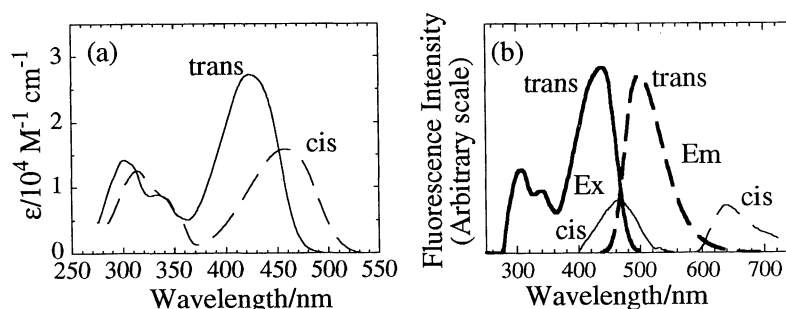 (a)
trans
cis
ε/10⁴ M⁻¹ cm⁻¹
3
2
1
0
250 300 350 400 450 500 550
Wavelength/nm
(b)
trans
trans
Ex
Em
cis
cis
Fluorescence Intensity
(Arbitrary scale)
300 400 500 600 700
Wavelength/nm